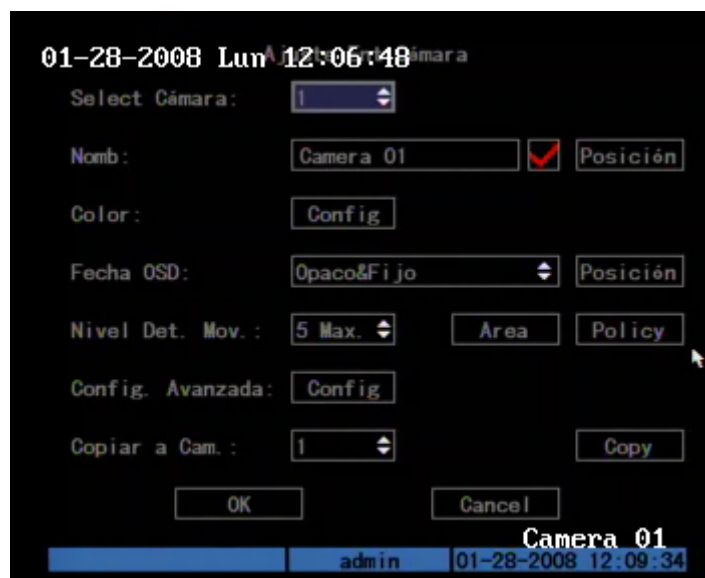 01-28-2008 Lun 12:06:48
Select Cámara: 1
Nomb: Camera 01 Posición
Color: Config
Fecha OSD: Opaco&Fijo Posición
Nivel Det. Mov.: 5 Max. Area Policy
Config. Avanzada: Config
Copiar a Cam.: 1 Copy
OK Cancel
Camera 01
admin 01-28-2008 12:09:34